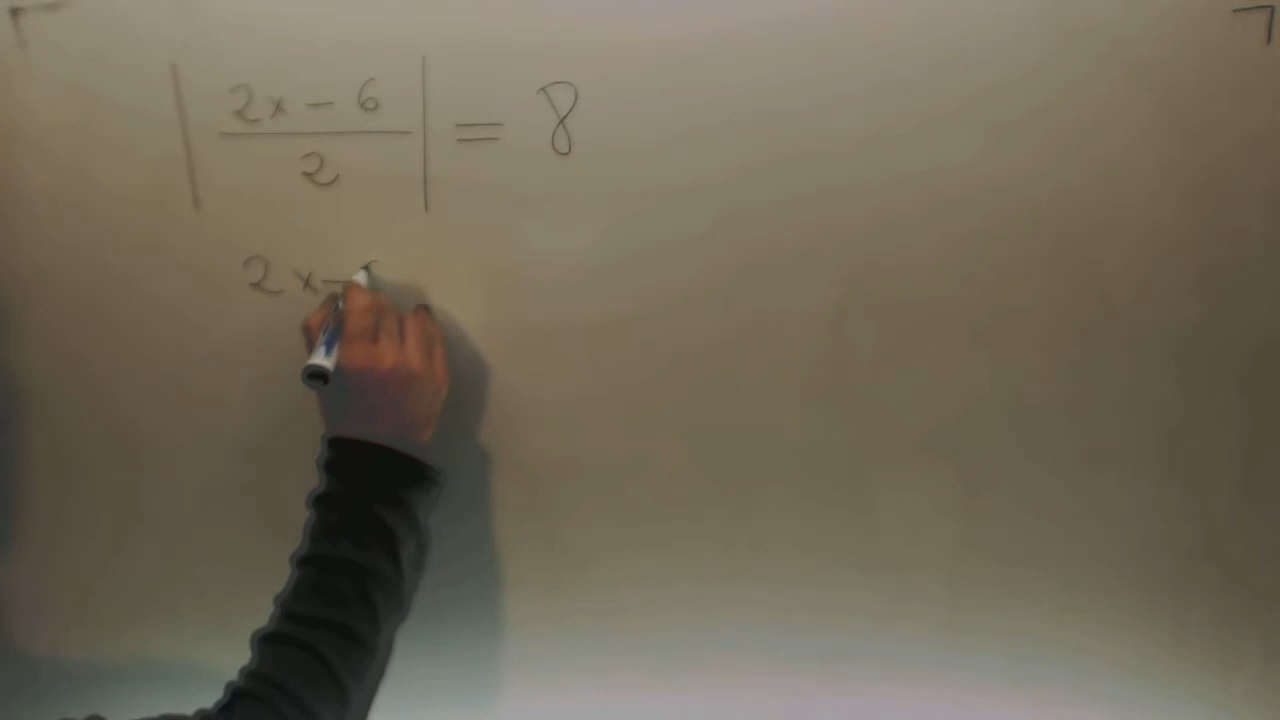 | 2x - 6 / 2 | = 8
2x -